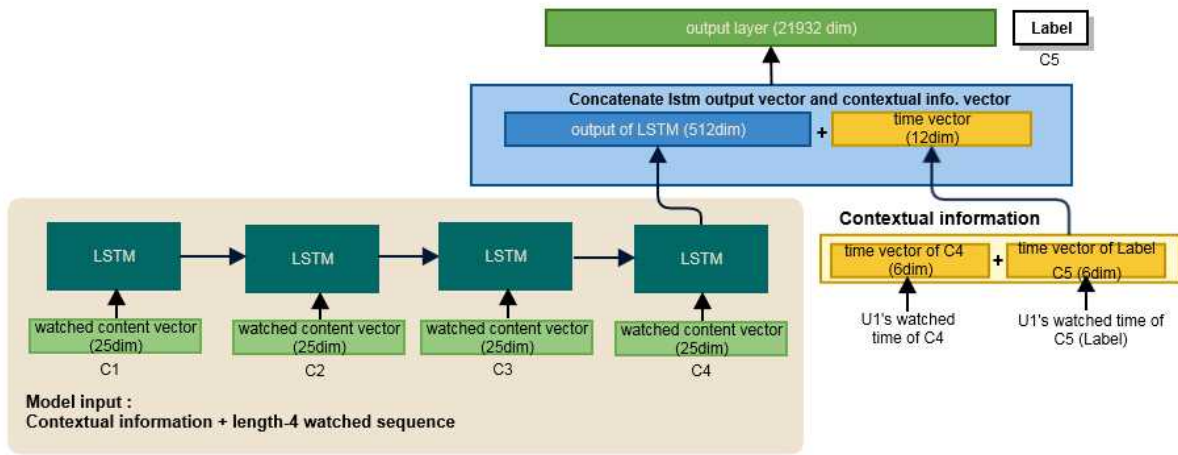 output layer (21932 dim)
Label
C5
Concatenate lstm output vector and contextual info. vector
output of LSTM (512dim)
+
time vector
(12dim)
Contextual information
time vector of C4
(6dim)
+
time vector of Label
C5 (6dim)
U1's watched
time of C4
U1's watched time of
C5 (Label)
LSTM
LSTM
LSTM
LSTM
watched content vector
(25dim)
watched content vector
(25dim)
watched content vector
(25dim)
watched content vector
(25dim)
C1
C2
C3
C4
Model input :
Contextual information + length-4 watched sequence